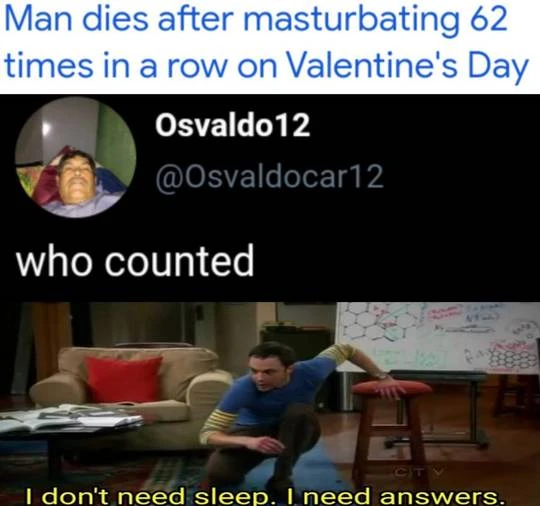 Man dies after masturbating 62
times in a row on Valentine's Day
Osvaldo12
@Osvaldocar12
who counted
CTV
I don't need sleep. I need answers.